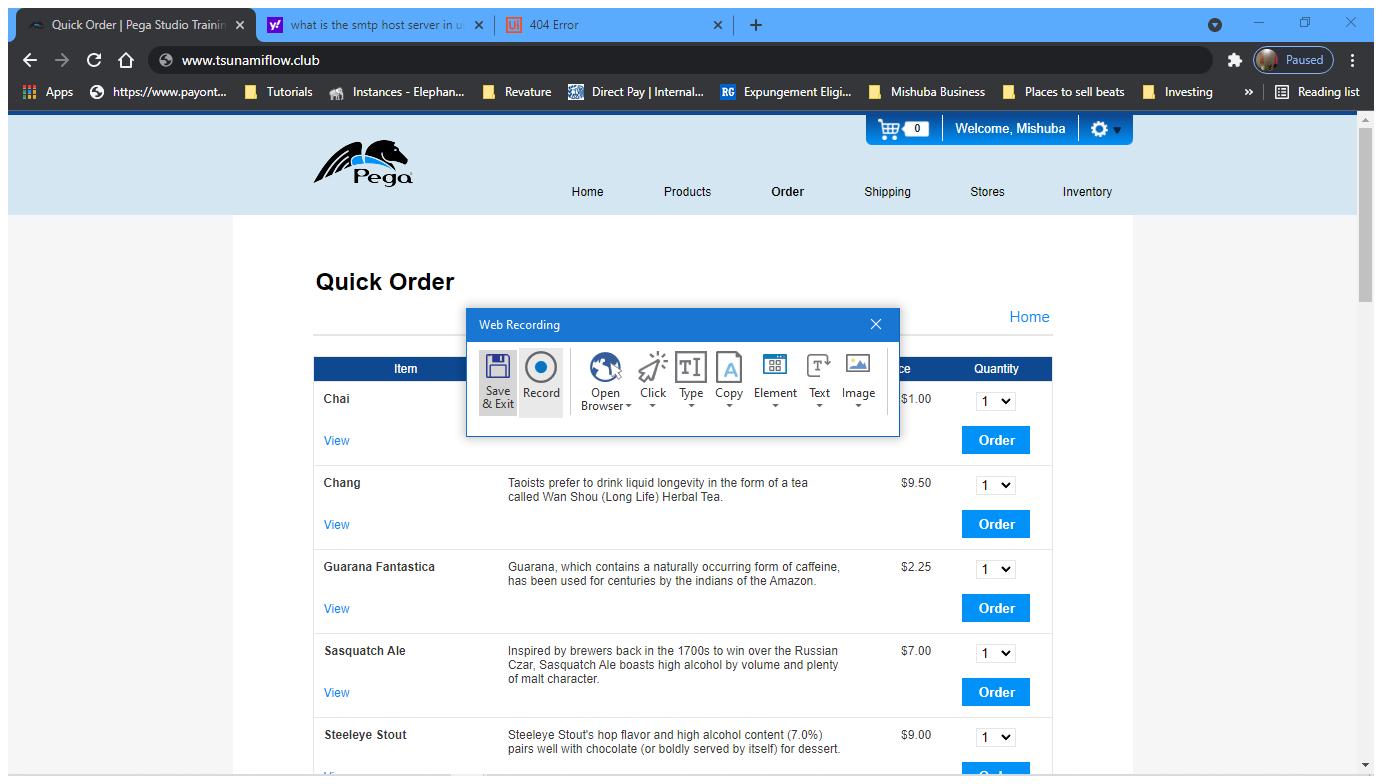 Quick Order | Pega Studio Trainin
what is the smtp host server in u
404 Error
www.tsunamiflow.club
Paused
Apps
https://www.payont...
Tutorials
Instances - Elephan...
Revature
Direct Pay | Internal...
RG Expungement Eligi...
Mishuba Business
Places to sell beats
Investing
»
Reading list
0
Welcome, Mishuba
Pega
Home
Products
Order
Shipping
Stores
Inventory
Quick Order
Home
Web Recording
Save
& Exit
Record
Open
Browser
Click
Type
Copy
Element
Text
Image
Item
ce
Quantity
Chai
$1.00
1
View
Order
Chang
Taoists prefer to drink liquid longevity in the form of a tea
called Wan Shou (Long Life) Herbal Tea.
$9.50
1
View
Order
Guarana Fantastica
Guarana, which contains a naturally occurring form of caffeine,
has been used for centuries by the indians of the Amazon.
$2.25
1
View
Order
Sasquatch Ale
Inspired by brewers back in the 1700s to win over the Russian
Czar, Sasquatch Ale boasts high alcohol by volume and plenty
of malt character.
$7.00
1
View
Order
Steeleye Stout
Steeleye Stout's hop flavor and high alcohol content (7.0%)
pairs well with chocolate (or boldly served by itself) for dessert.
$9.00
1